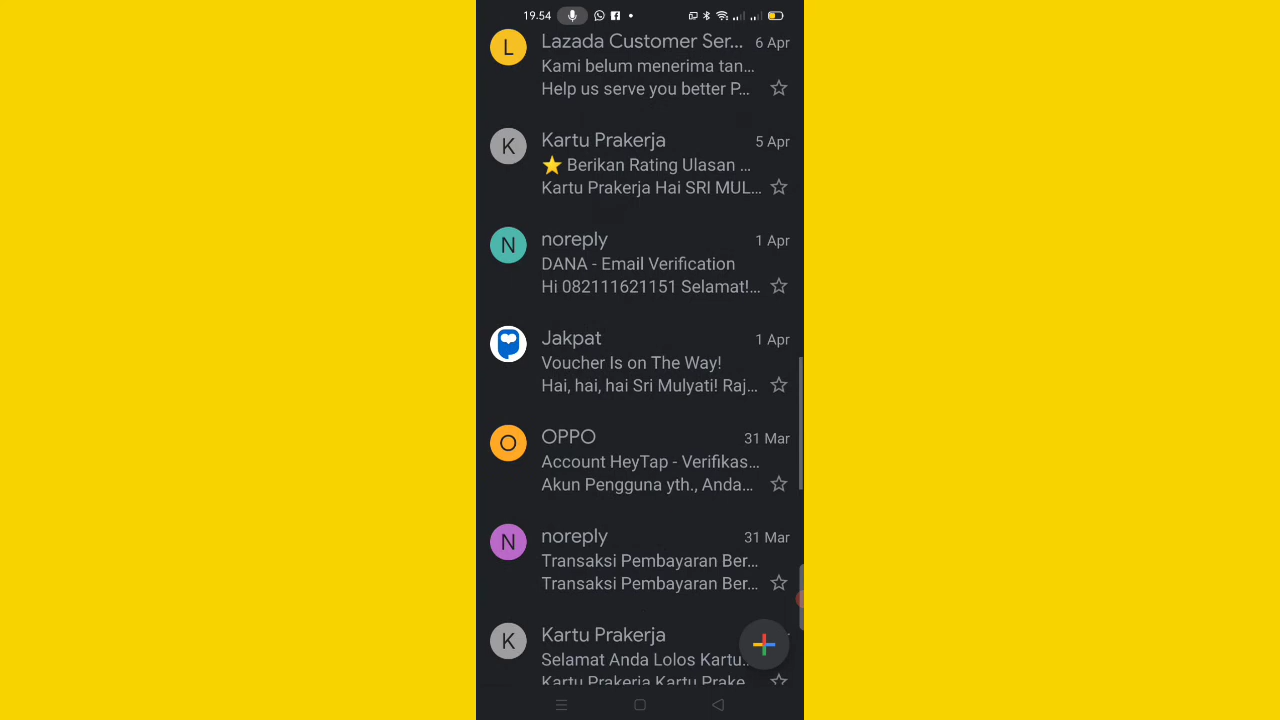 19.54
L
Lazada Customer Ser...
6 Apr
Kami belum menerima tan...
Help us serve you better P...
K
Kartu Prakerja
5 Apr
⭐ Berikan Rating Ulasan ...
Kartu Prakerja Hai SRI MUL...
N
noreply
1 Apr
DANA - Email Verification
Hi 082111621151 Selamat!...
Jakpat
1 Apr
Voucher Is on The Way!
Hai, hai, hai Sri Mulyati! Raj...
O
OPPO
31 Mar
Account HeyTap - Verifikas...
Akun Pengguna yth., Anda...
N
noreply
31 Mar
Transaksi Pembayaran Ber...
Transaksi Pembayaran Ber...
K
Kartu Prakerja
Selamat Anda Lolos Kartu...
Kartu Prakerja Kartu Prake